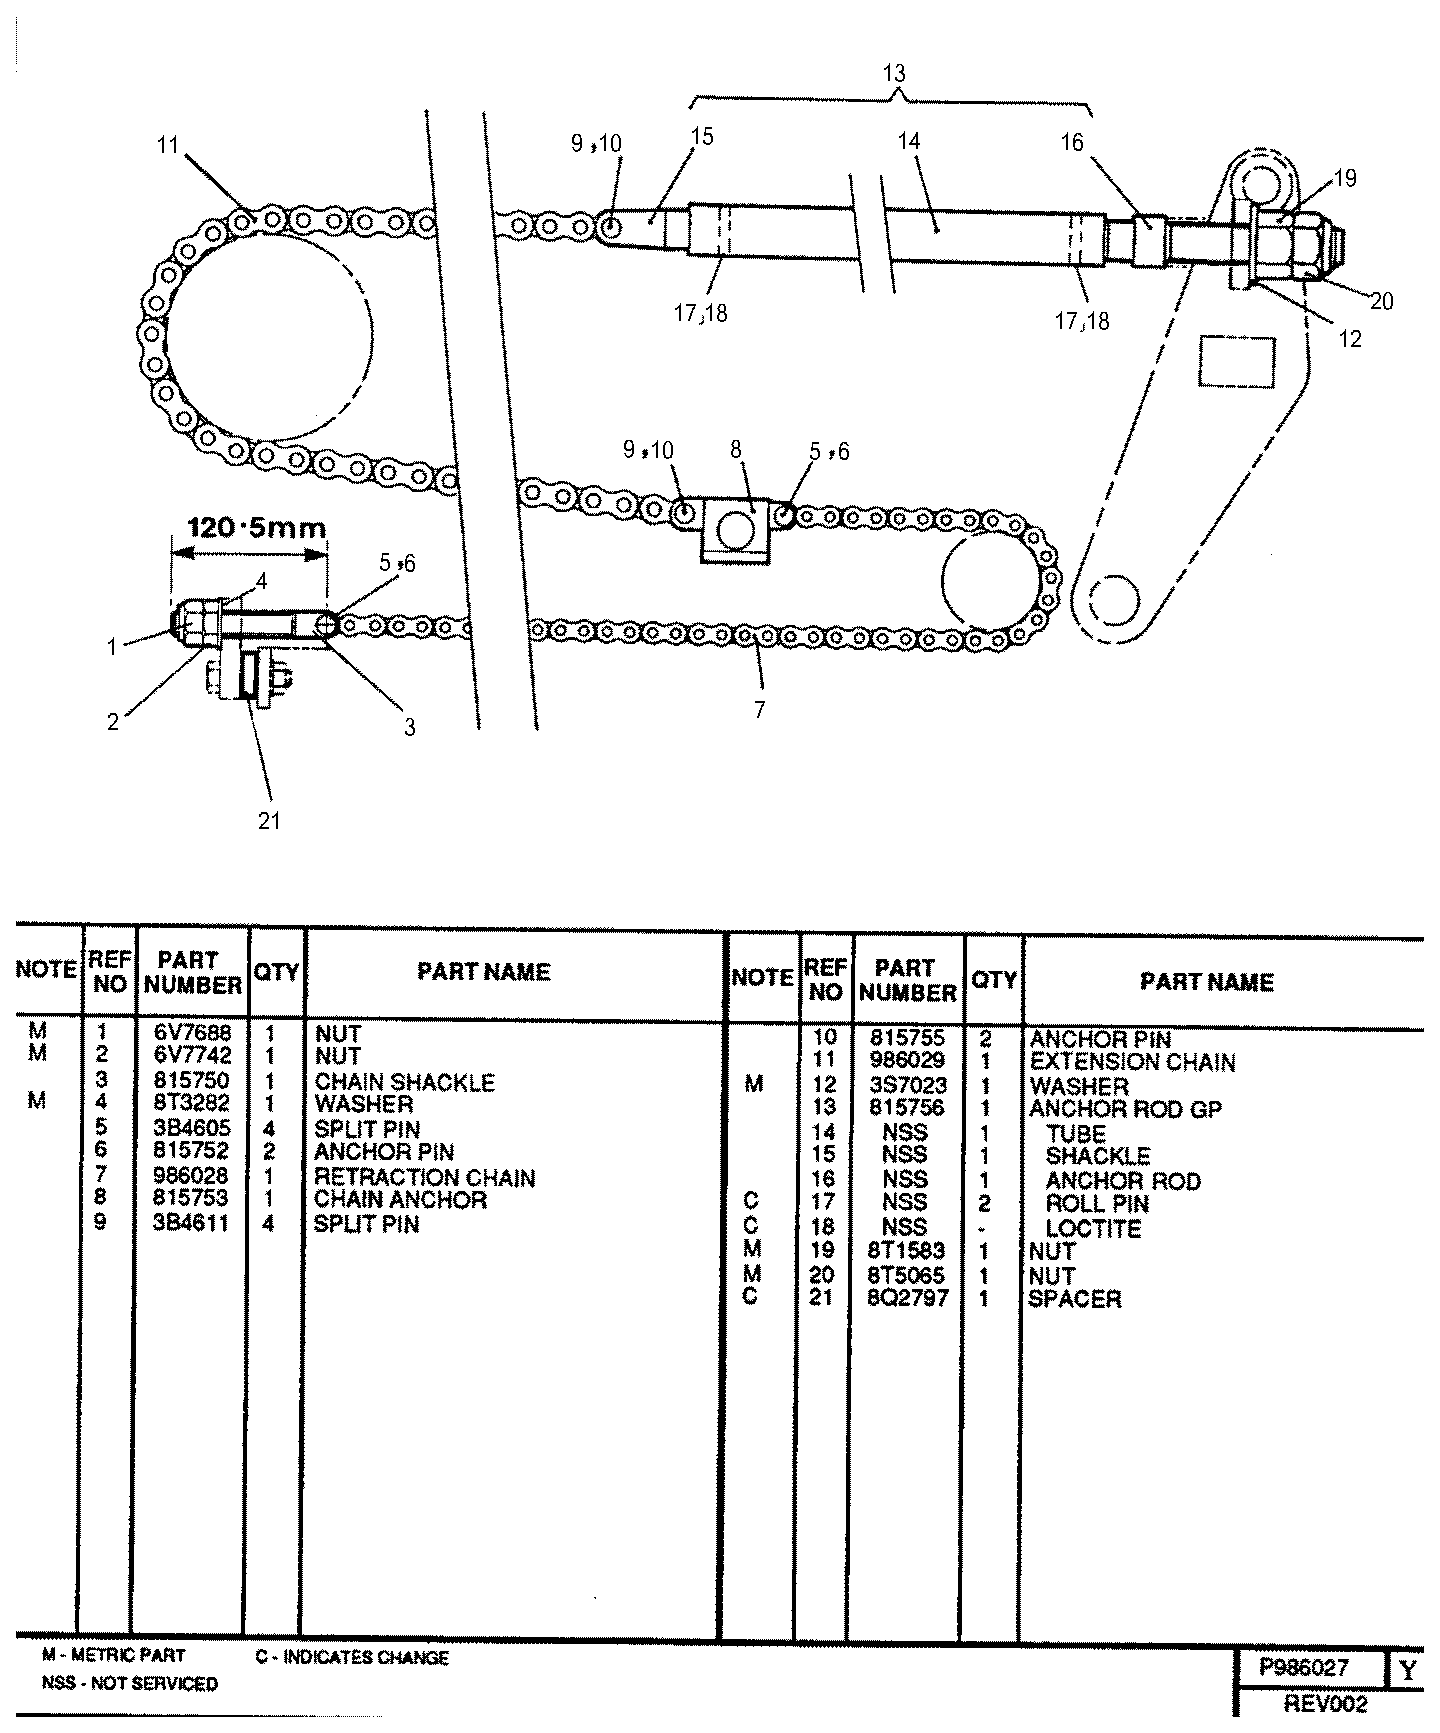 13
11
9,10
15
14
16
19
17,18
17,18
20
12
9,10
8
5,6
120·5mm
5,6
4
1
2
3
7
21
NOTE REF NO PART NUMBER QTY PART NAME NOTE REF NO PART NUMBER QTY PART NAME
M 1 6V7688 1 NUT
M 2 6V7742 1 NUT
3 815750 1 CHAIN SHACKLE
M 4 8T3282 1 WASHER
5 3B4605 4 SPLIT PIN
6 815752 2 ANCHOR PIN
7 986028 1 RETRACTION CHAIN
8 815753 1 CHAIN ANCHOR
9 3B4611 4 SPLIT PIN
10 815755 2 ANCHOR PIN
11 986029 1 EXTENSION CHAIN
M 12 3S7023 1 WASHER
13 815756 1 ANCHOR ROD GP
14 NSS 1 TUBE
15 NSS 1 SHACKLE
16 NSS 1 ANCHOR ROD
C 17 NSS 2 ROLL PIN
C 18 NSS - LOCTITE
M 19 8T1583 1 NUT
M 20 8T5065 1 NUT
C 21 8Q2797 1 SPACER
M - METRIC PART C - INDICATES CHANGE
NSS - NOT SERVICED
P986027 Y
REV002